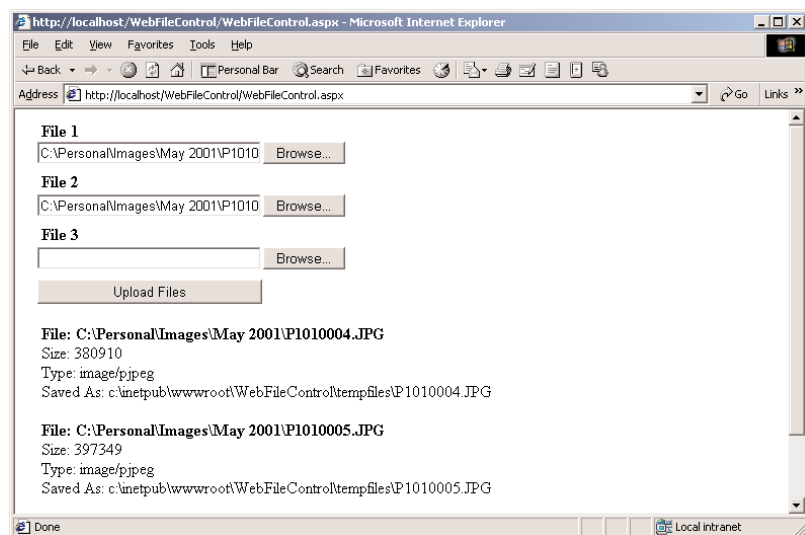 http://localhost/WebFileControl/WebFileControl.aspx - Microsoft Internet Explorer
File Edit View Favorites Tools Help
Back Personal Bar Search Favorites
Address http://localhost/WebFileControl/WebFileControl.aspx Go Links »
File 1
C:\Personal\Images\May 2001\P1010 Browse...
File 2
C:\Personal\Images\May 2001\P1010 Browse...
File 3
Browse...
Upload Files
File: C:\Personal\Images\May 2001\P1010004.JPG
Size: 380910
Type: image/pjpeg
Saved As: c:\inetpub\wwwroot\WebFileControl\tempfiles\P1010004.JPG
File: C:\Personal\Images\May 2001\P1010005.JPG
Size: 397349
Type: image/pjpeg
Saved As: c:\inetpub\wwwroot\WebFileControl\tempfiles\P1010005.JPG
Done Local intranet